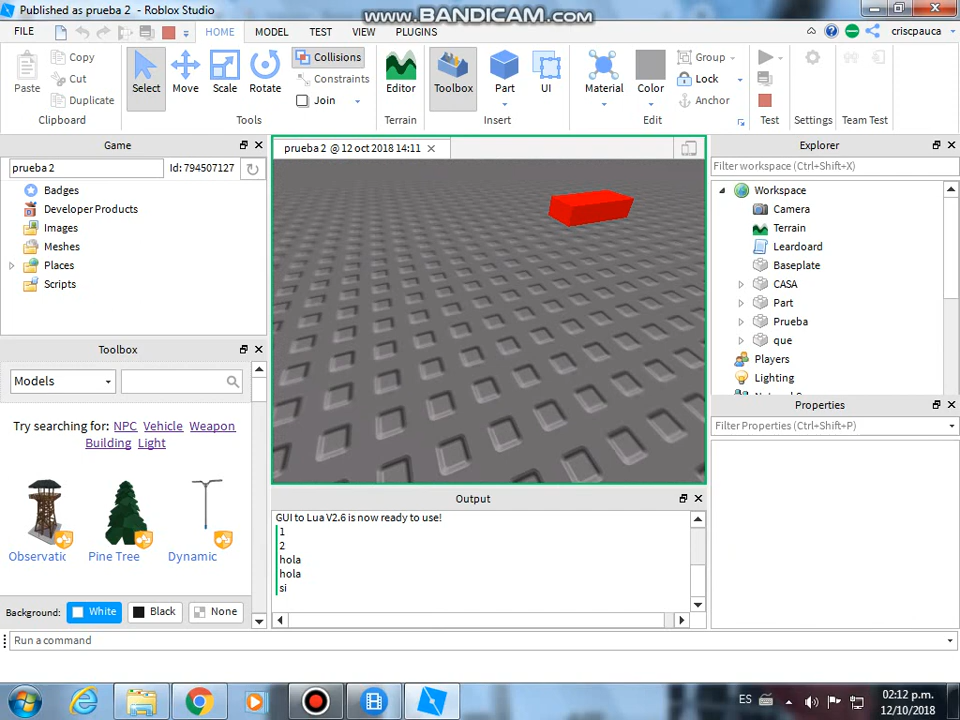 Published as prueba 2 - Roblox Studio
www.BANDICAM.com
FILE HOME MODEL TEST VIEW PLUGINS criscpauca
Paste Copy Cut Duplicate Select Move Scale Rotate Collisions Constraints Join Editor Toolbox Part UI Material Color Group Lock Anchor
Clipboard Tools Terrain Insert Edit Test Settings Team Test
Game
prueba 2 Id: 794507127
Badges
Developer Products
Images
Meshes
Places
Scripts
Toolbox
Models
Try searching for: NPC Vehicle Weapon
Building Light
Observatic Pine Tree Dynamic
Background: White Black None
prueba 2 @ 12 oct 2018 14:11
Output
GUI to Lua V2.6 is now ready to use!
1
2
hola
hola
si
Explorer
Filter workspace (Ctrl+Shift+X)
Workspace
Camera
Terrain
Leardboard
Baseplate
CASA
Part
Prueba
que
Players
Lighting
Properties
Filter Properties (Ctrl+Shift+P)
Run a command
ES 02:12 p.m.
12/10/2018